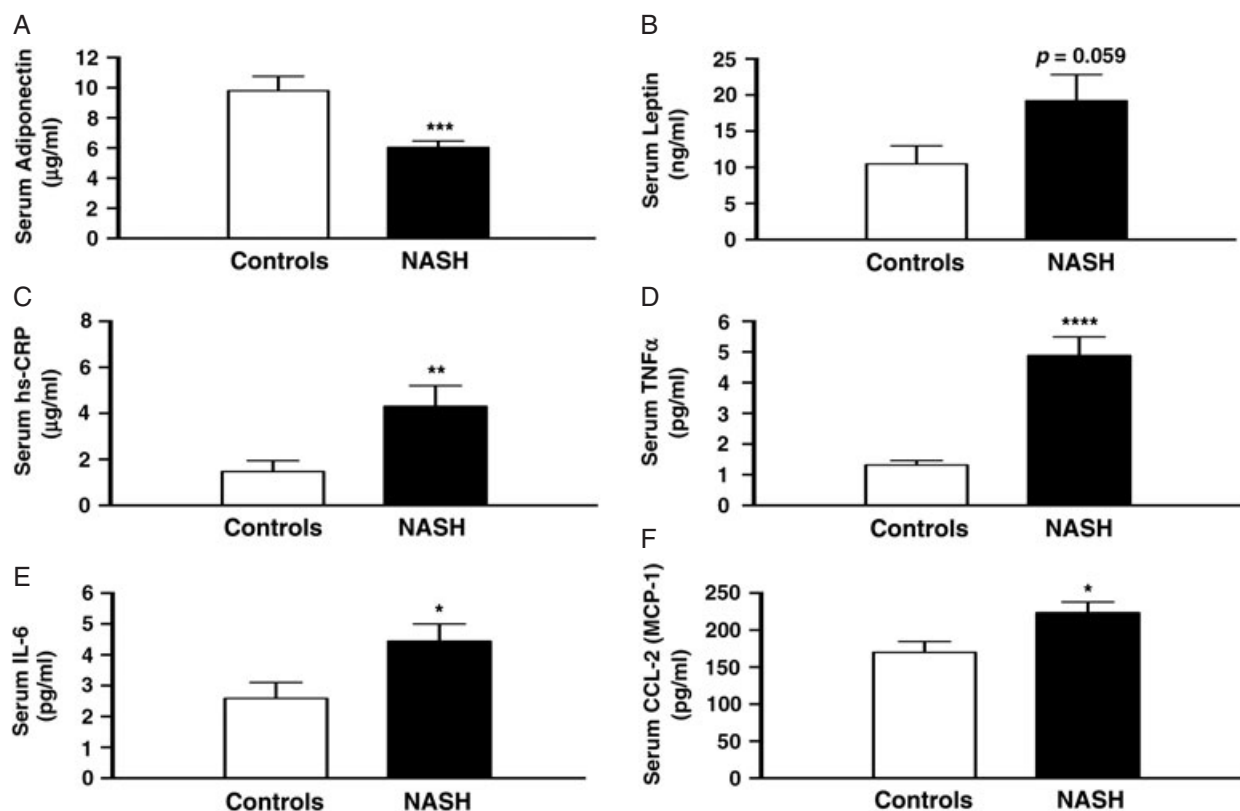 A
Serum Adiponectin
(µg/ml)
12
10
8
6
4
2
0
***
Controls NASH
B
Serum Leptin
(ng/ml)
25
20
15
10
5
0
p = 0.059
Controls NASH
C
Serum hs-CRP
(µg/ml)
8
6
4
2
0
**
Controls NASH
D
Serum TNFα
(pg/ml)
6
5
4
3
2
1
0
****
Controls NASH
E
Serum IL-6
(pg/ml)
6
5
4
3
2
1
0
*
Controls NASH
F
Serum CCL-2 (MCP-1)
(pg/ml)
250
200
150
100
50
0
*
Controls NASH